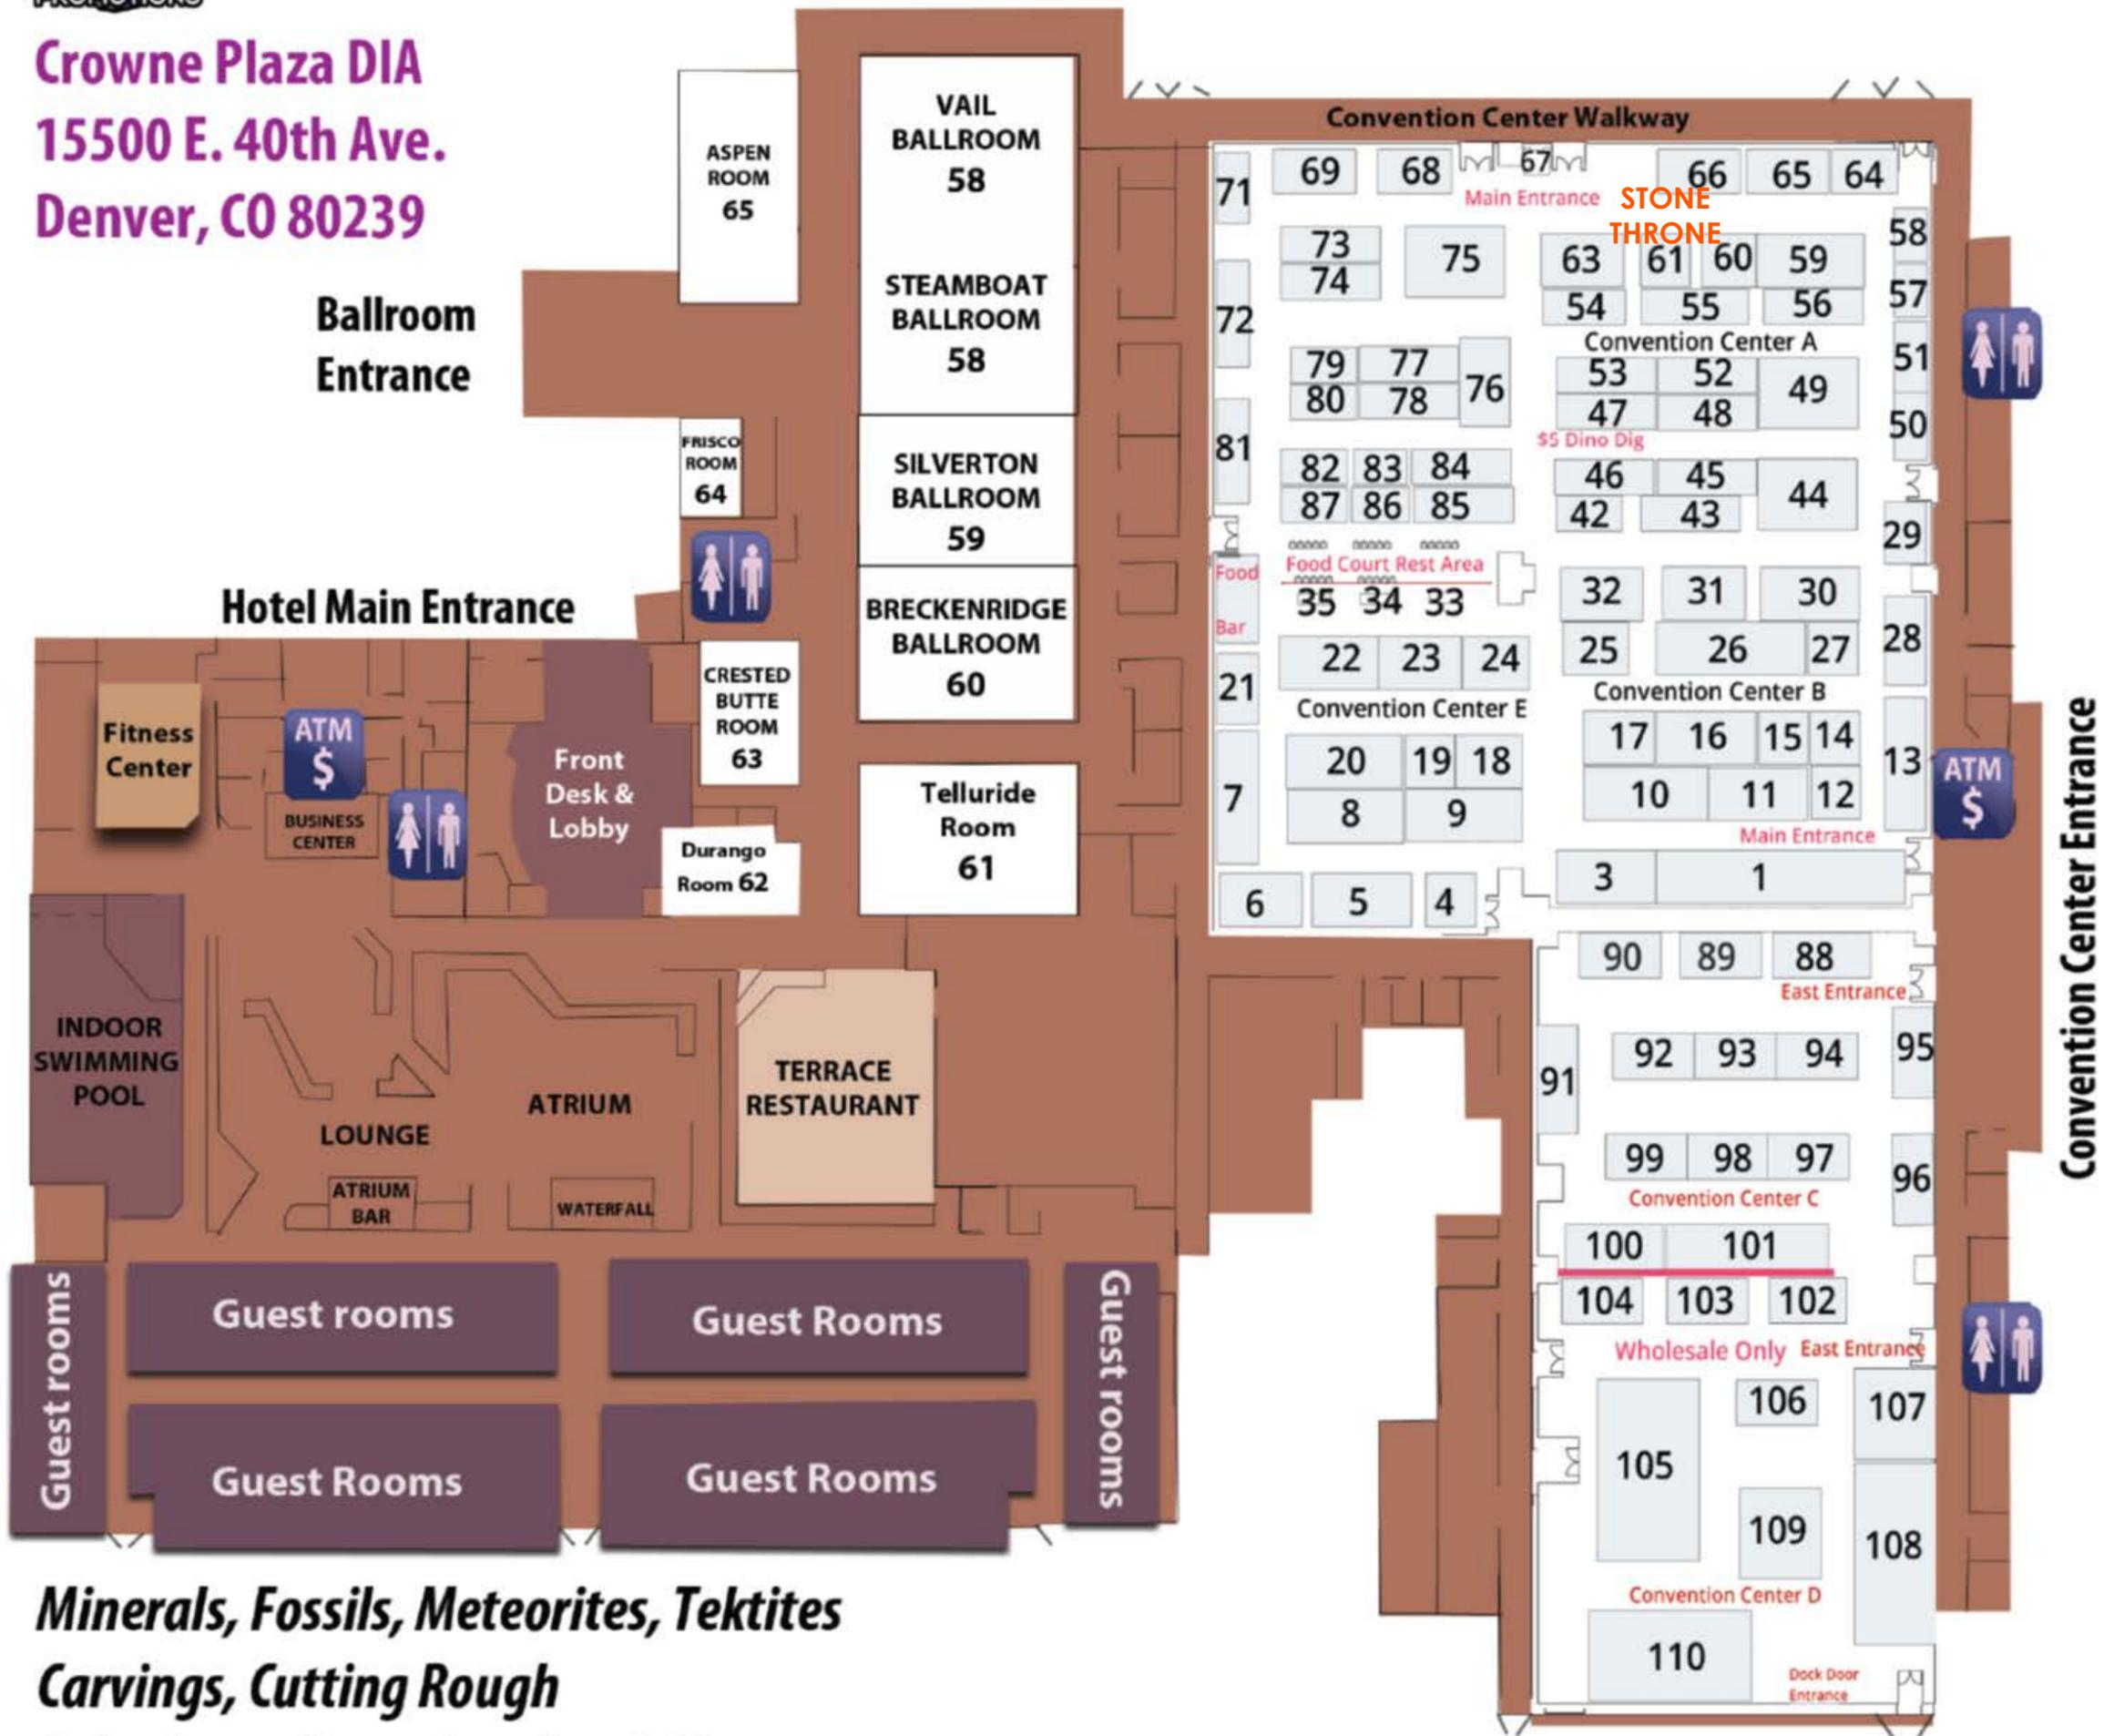 PROMOTIONS
Crowne Plaza DIA
15500 E. 40th Ave.
Denver, CO 80239
Ballroom
Entrance
Hotel Main Entrance
ASPEN
ROOM
65
VAIL
BALLROOM
58
STEAMBOAT
BALLROOM
58
FRISCO
ROOM
64
SILVERTON
BALLROOM
59
BRECKENRIDGE
BALLROOM
60
CRESTED
BUTTE
ROOM
63
Telluride
Room
61
Durango
Room 62
Fitness
Center
ATM
$
BUSINESS
CENTER
Front
Desk &
Lobby
INDOOR
SWIMMING
POOL
LOUNGE
ATRIUM
ATRIUM
BAR
WATERFALL
TERRACE
RESTAURANT
Guest rooms
Guest rooms
Guest Rooms
Guest rooms
Guest Rooms
Guest Rooms
Convention Center Walkway
71 69 68 67 66 65 64
Main Entrance
STONE
THRONE
58
73 75 63 61 60 59
74 54 55 56 57
72
Convention Center A
79 77 76 53 52 49 51
80 78 47 48 50
$5 Dino Dig
81
82 83 84 46 45 44
87 86 85 42 43 29
Food Court Rest Area
Food
Bar
35 34 33 32 31 30
28
21 22 23 24 25 26 27
Convention Center E
Convention Center B
17 16 15 14
13
20 19 18
7 8 9 10 11 12
ATM
$
Main Entrance
3 1
6 5 4
90 89 88
East Entrance
92 93 94 95
91
99 98 97 96
Convention Center C
100 101
104 103 102
Wholesale Only East Entrance
106 107
105
109 108
Convention Center D
110
Dock Door
Entrance
Convention Center Entrance
Minerals, Fossils, Meteorites, Tektites
Carvings, Cutting Rough